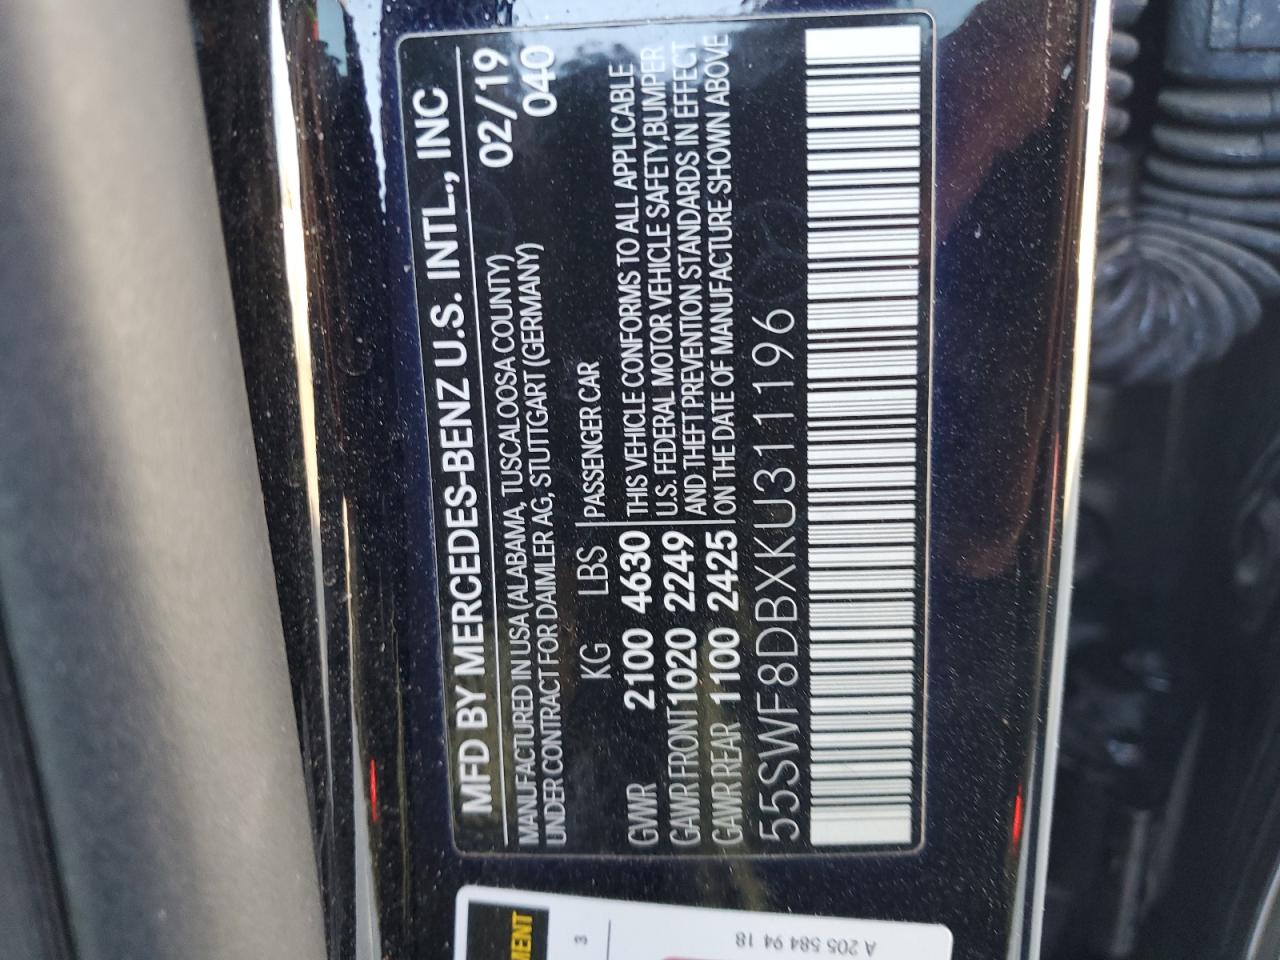 MFD BY MERCEDES-BENZ U.S. INTL., INC
MANUFACTURED IN USA (ALABAMA, TUSCALOOSA COUNTY) 02/19
UNDER CONTRACT FOR DAIMLER AG, STUTTGART (GERMANY) 040
KG LBS PASSENGER CAR
GVWR 2100 4630 THIS VEHICLE CONFORMS TO ALL APPLICABLE
GAWR FRONT 1020 2249 U.S. FEDERAL MOTOR VEHICLE SAFETY,BUMPER
AND THEFT PREVENTION STANDARDS IN EFFECT
GAWR REAR 1100 2425 ON THE DATE OF MANUFACTURE SHOWN ABOVE
55SWF8DBXKU311196
3
A 205 584 94 18